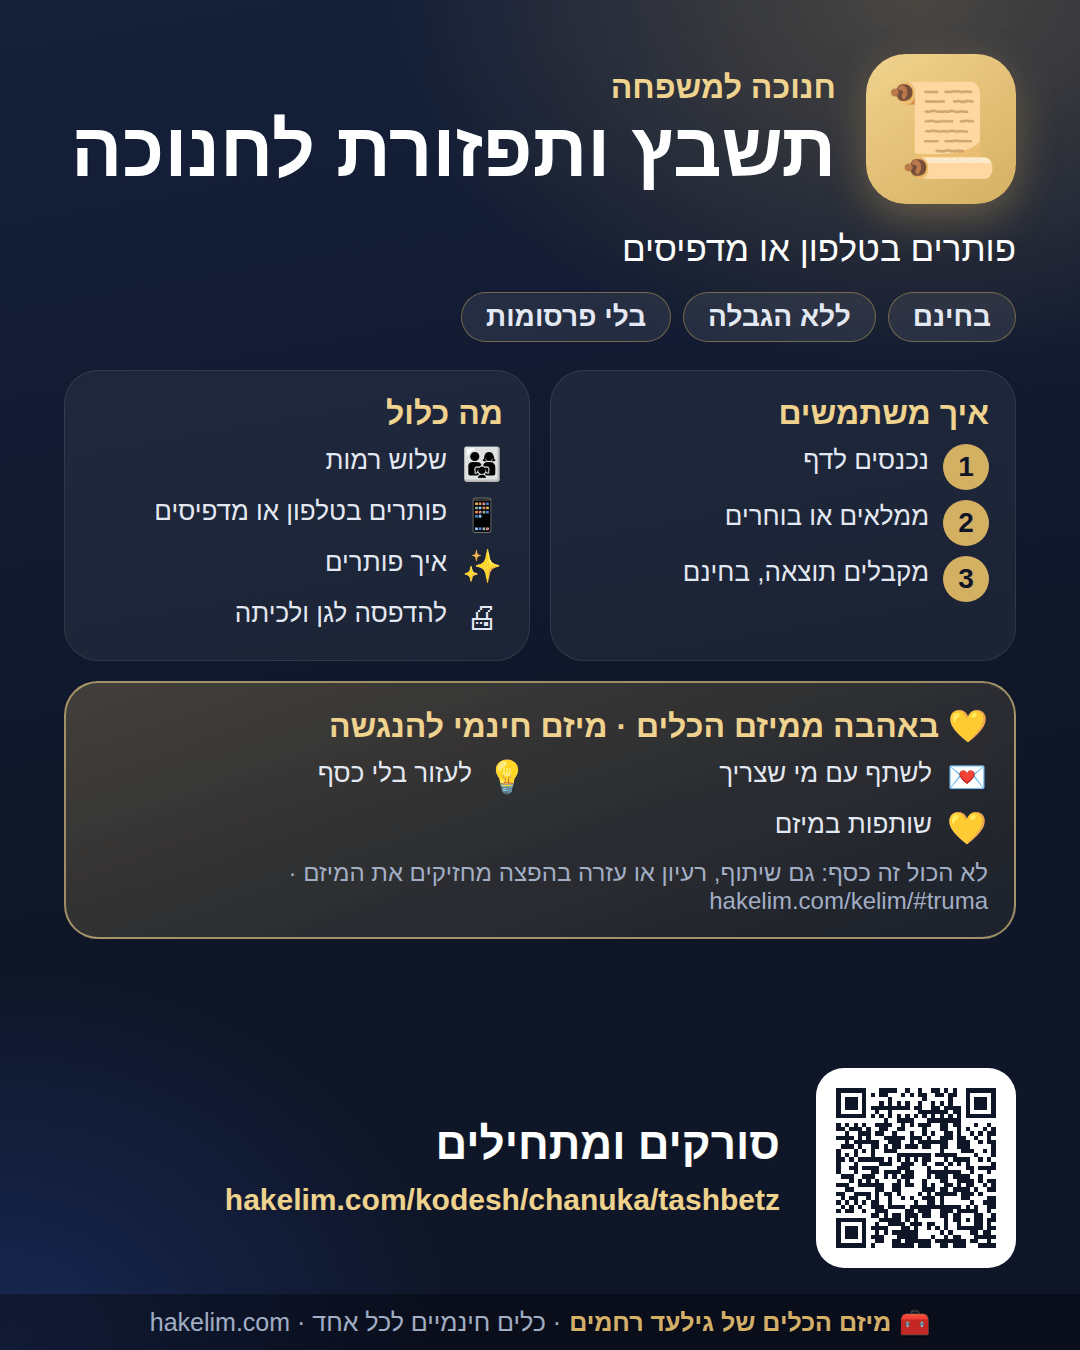 חנוכה למשפחה
תשבץ ותפזורת לחנוכה
פותרים בטלפון או מדפיסים
בחינם
ללא הגבלה
בלי פרסומות
איך משתמשים
1 נכנסים לדף
2 ממלאים או בוחרים
3 מקבלים תוצאה, בחינם
מה כלול
שלוש רמות
פותרים בטלפון או מדפיסים
איך פותרים
להדפסה לגן ולכיתה
באהבה ממיזם הכלים · מיזם חינמי להנגשה
לשתף עם מי שצריך
לעזור בלי כסף
שותפות במיזם
לא הכול זה כסף: גם שיתוף, רעיון או עזרה בהפצה מחזיקים את המיזם ·
hakelim.com/kelim/#truma
סורקים ומתחילים
hakelim.com/kodesh/chanuka/tashbetz
מיזם הכלים של גילעד רחמים · כלים חינמיים לכל אחד · hakelim.com